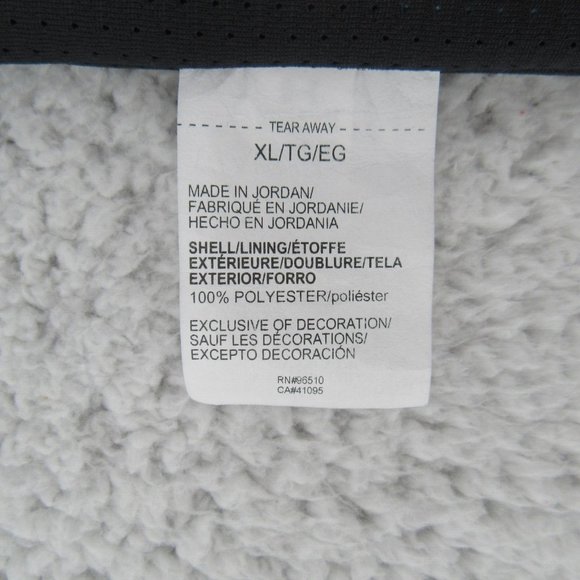 TEAR AWAY
XL/TG/EG
MADE IN JORDAN/
FABRIQUÉ EN JORDANIE/
HECHO EN JORDANIA
SHELL/LINING/ÉTOFFE
EXTÉRIEURE/DOUBLURE/TELA
EXTERIOR/FORRO
100% POLYESTER/poliéster
EXCLUSIVE OF DECORATION/
SAUF LES DÉCORATIONS/
EXCEPTO DECORACIÓN
RN#96510
CA#41095